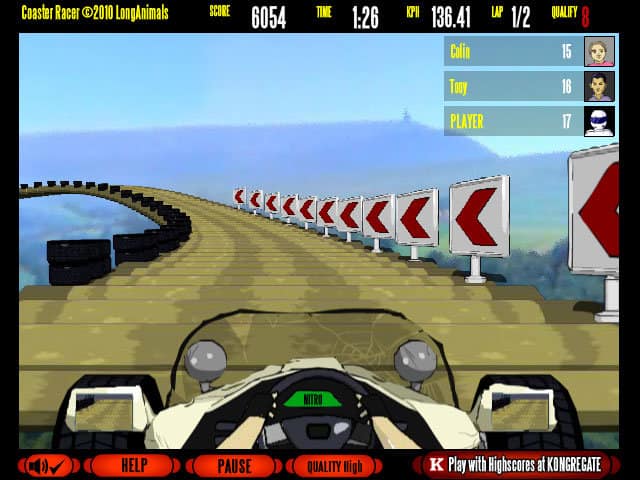 Coaster Racer ©2010 LongAnimals
SCORE 6054 TIME 1:26 KPH 136.41 LAP 1/2 QUALIFY 8
Colin 15
Tony 16
PLAYER 17
NITRO
HELP PAUSE QUALITY High K Play with Highscores at KONGREGATE